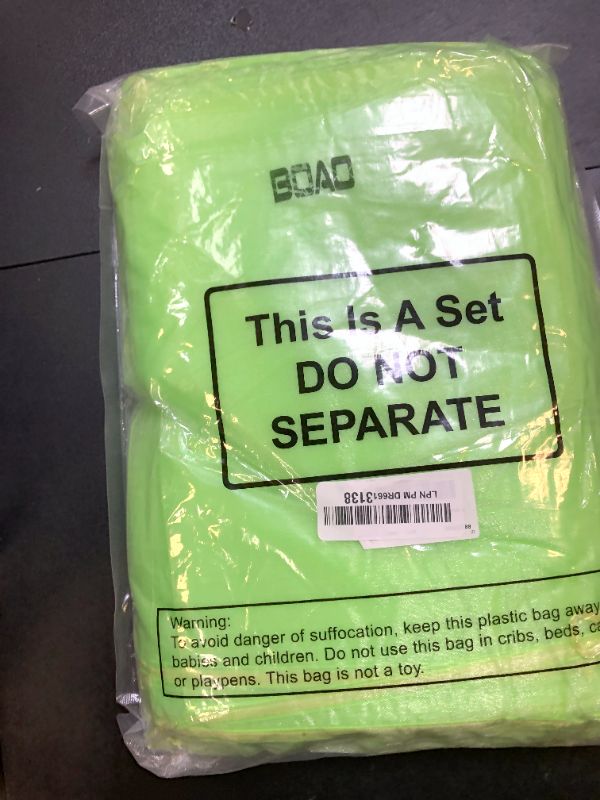 BOAO
This Is A Set
DO NOT
SEPARATE
LPN PM DR6613138
Warning:
To avoid danger of suffocation, keep this plastic bag away
babies and children. Do not use this bag in cribs, beds,
or playpens. This bag is not a toy.